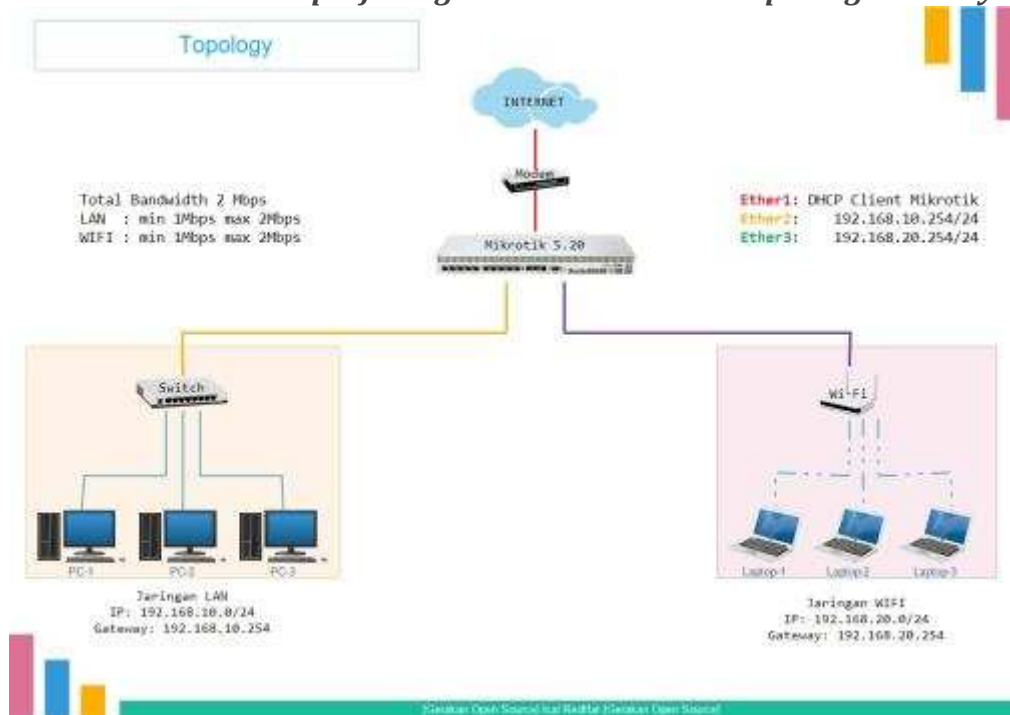 Topology
INTERNET
Modem
Total Bandwidth 2 Mbps
LAN : min 1Mbps max 2Mbps
WIFI : min 1Mbps max 2Mbps
Ether1: DHCP Client Mikrotik
Ether2: 192.168.10.254/24
Ether3: 192.168.20.254/24
Mikrotik 5.20
Switch
Wi-Fi
PC-1 PC-2 PC-3
Laptop-1 Laptop-2 Laptop-3
Jaringan LAN
IP: 192.168.10.0/24
Gateway: 192.168.10.254
Jaringan WIFI
IP: 192.168.20.0/24
Gateway: 192.168.20.254